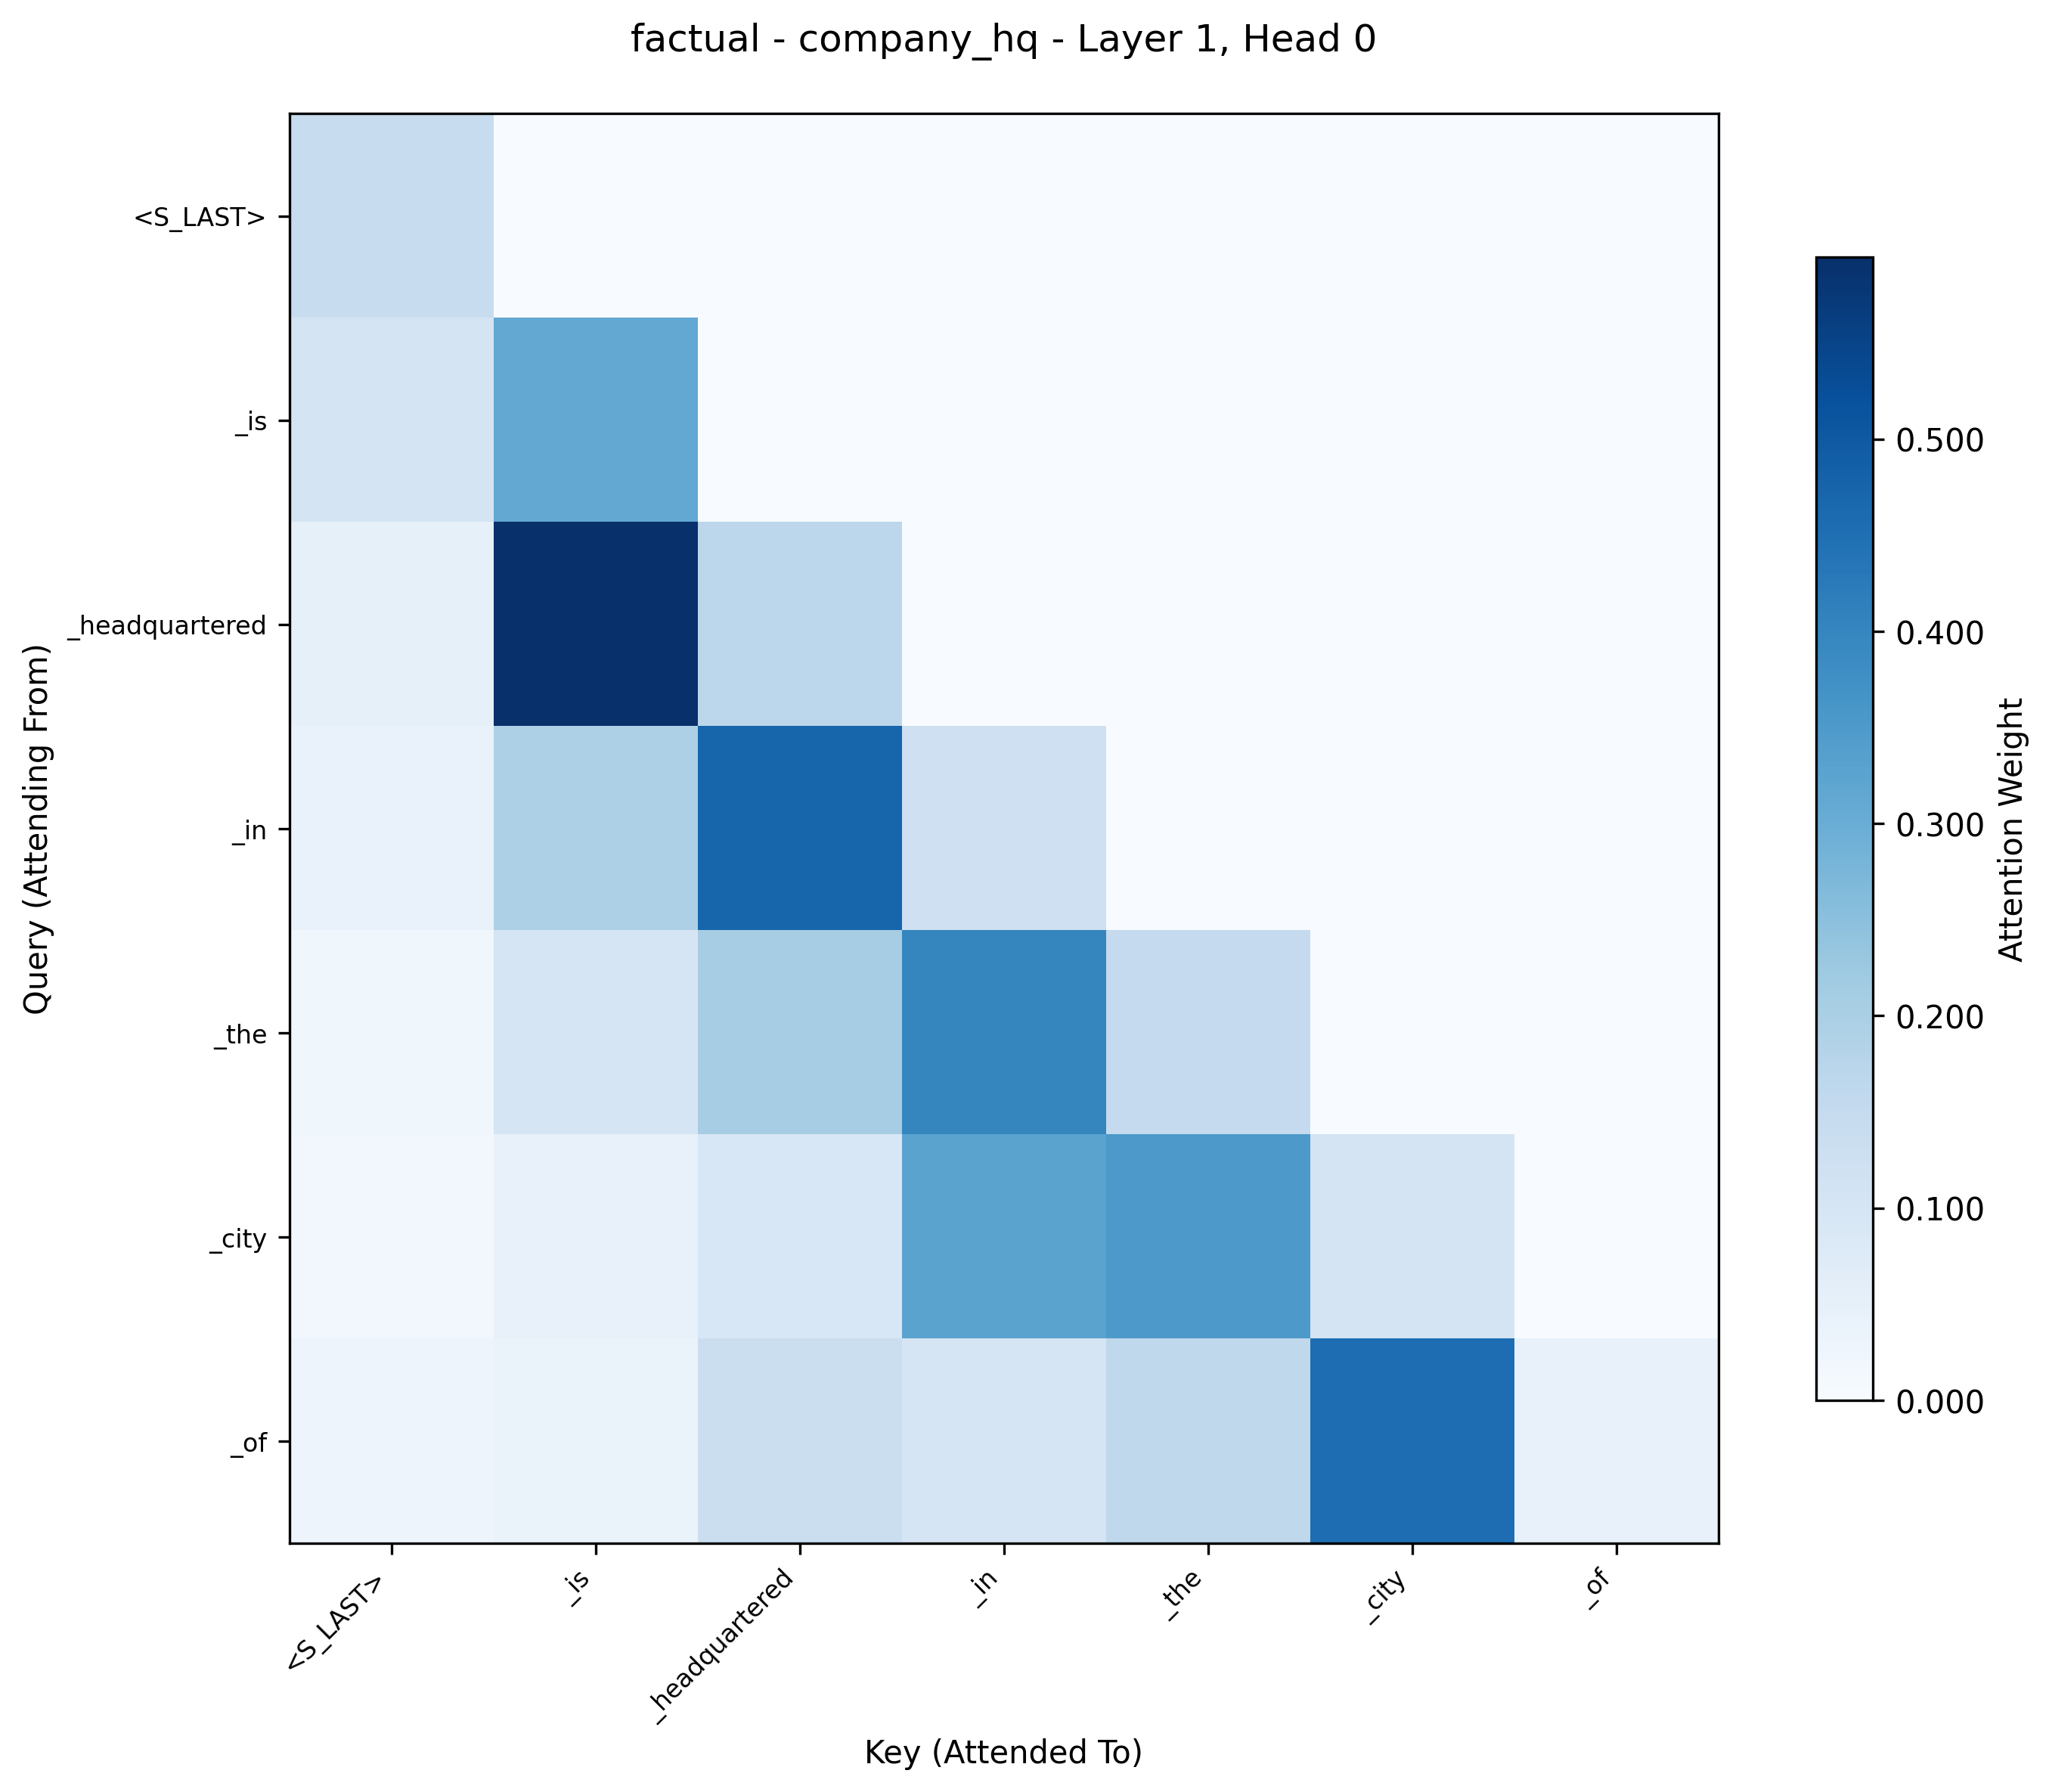 factual - company_hq - Layer 1, Head 0
Query (Attending From)
<S_LAST>
_is
_headquartered
_in
_the
_city
_of
<S_LAST>
_is
_headquartered
_in
_the
_city
_of
Key (Attended To)
0.500
0.400
0.300
0.200
0.100
0.000
Attention Weight